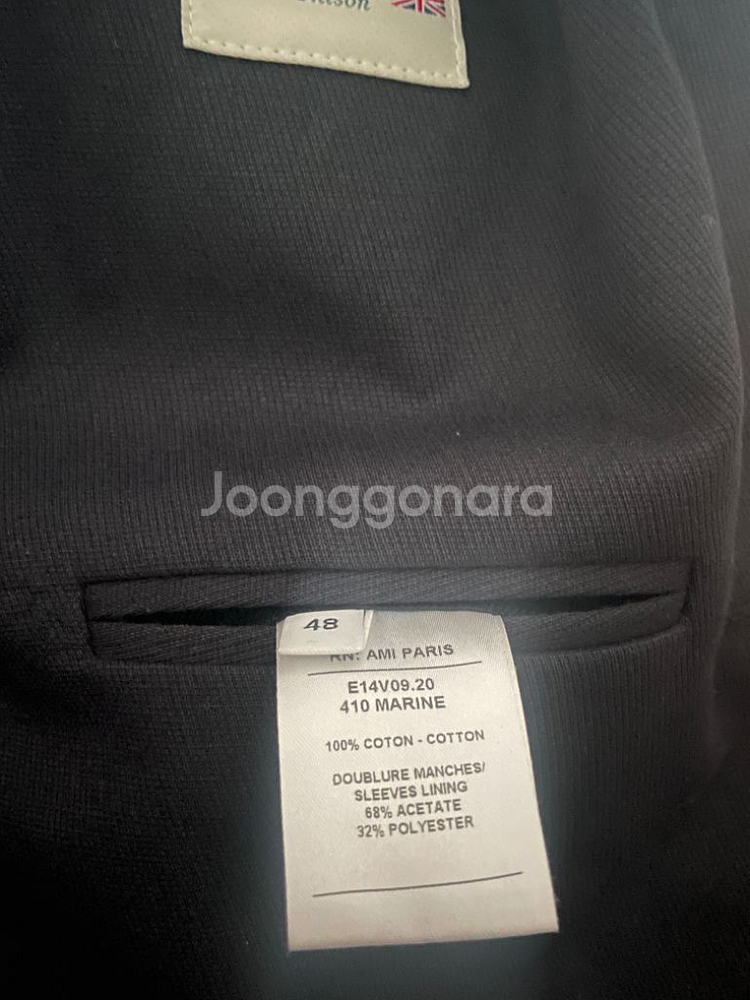 Joonggonara
48
RN: AMI PARIS
E14V09.20
410 MARINE
100% COTON - COTTON
DOUBLURE MANCHES/
SLEEVES LINING
68% ACETATE
32% POLYESTER